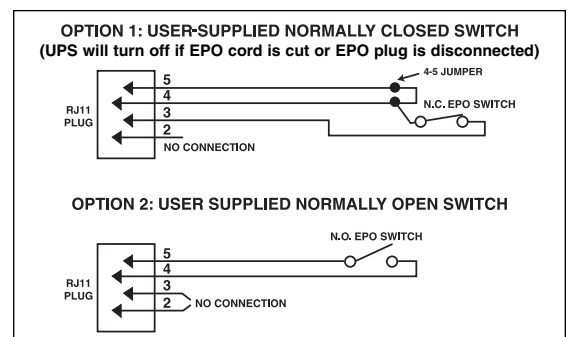 OPTION 1: USER-SUPPLIED NORMALLY CLOSED SWITCH
(UPS will turn off if EPO cord is cut or EPO plug is disconnected)
4-5 JUMPER
5
4
N.C. EPO SWITCH
RJ11
PLUG
3
2
NO CONNECTION
OPTION 2: USER SUPPLIED NORMALLY OPEN SWITCH
N.O. EPO SWITCH
5
4
RJ11
PLUG
3
2
NO CONNECTION